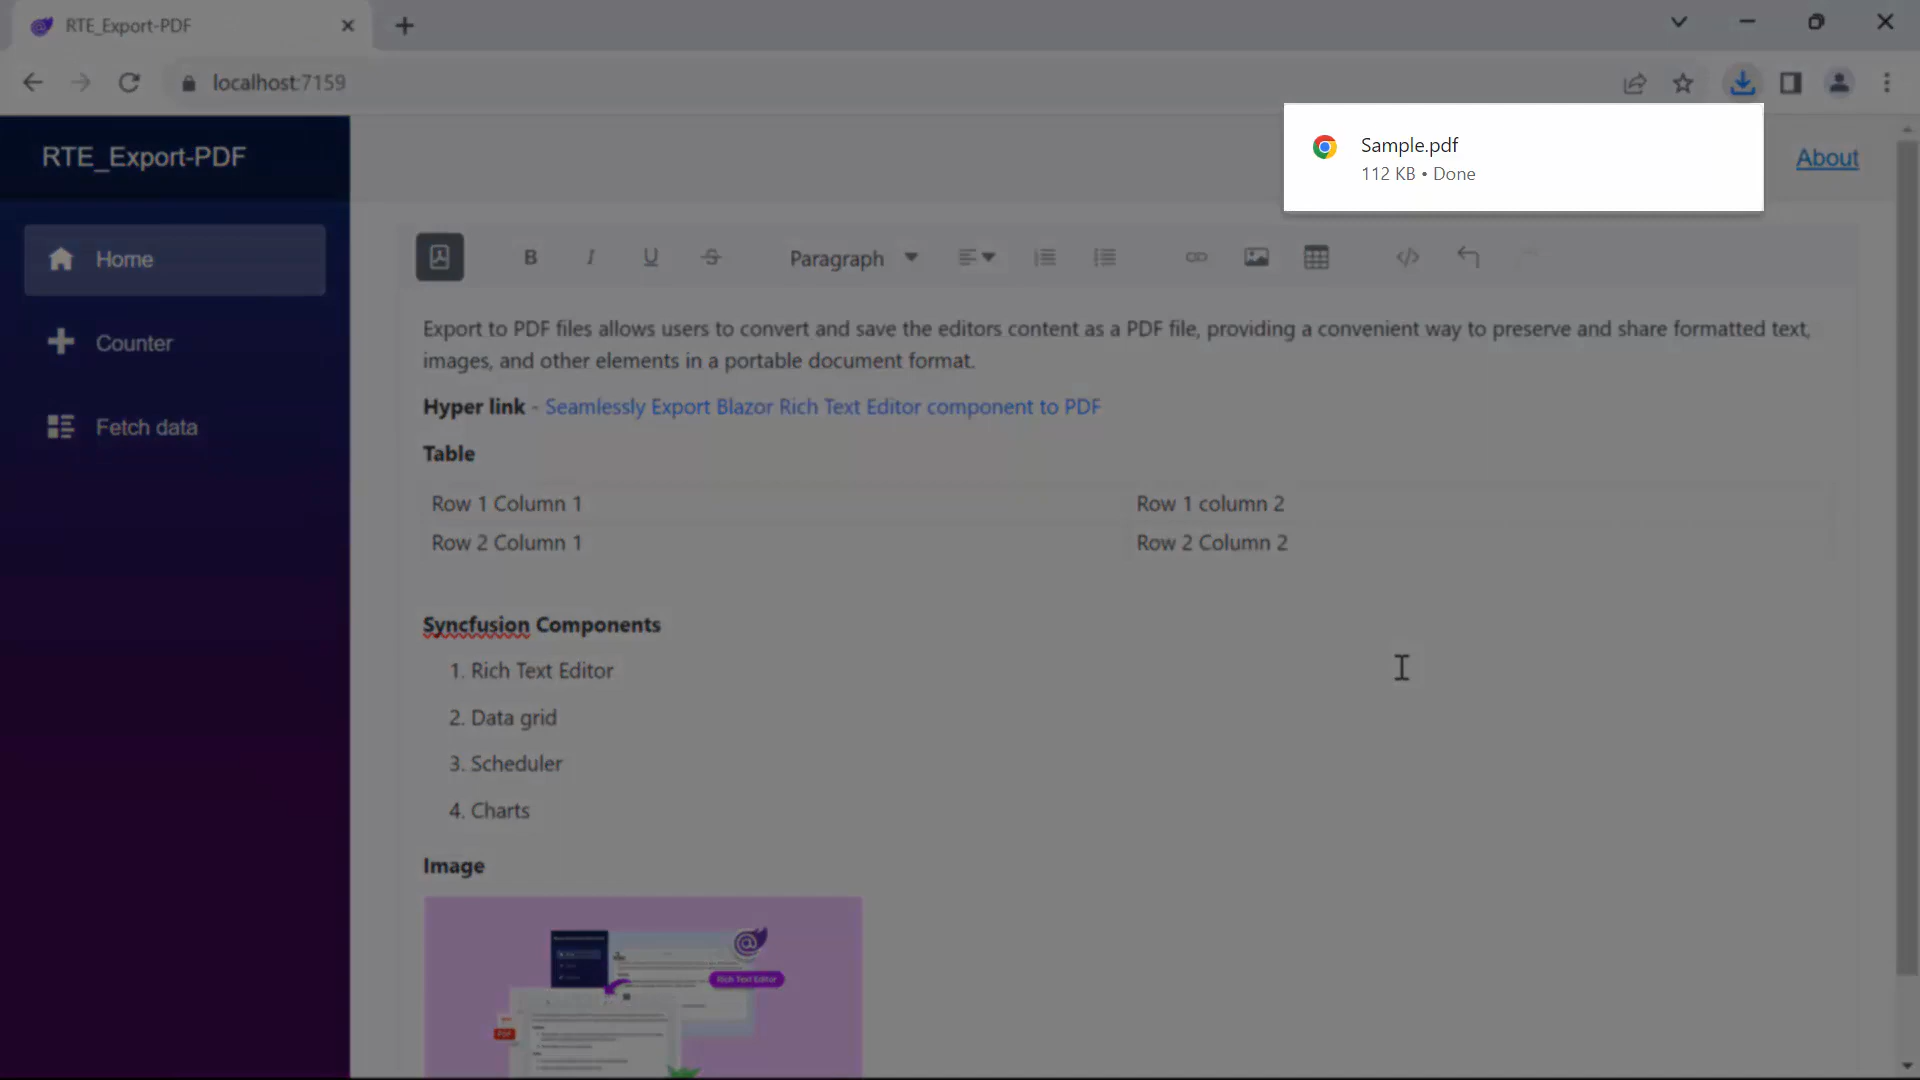 RTE_Export-PDF
localhost:7159
Sample.pdf
112 KB • Done
RTE_Export-PDF
About
Home
Counter
Fetch data
B I U S Paragraph
Export to PDF files allows users to convert and save the editors content as a PDF file, providing a convenient way to preserve and share formatted text,
images, and other elements in a portable document format.
Hyper link - Seamlessly Export Blazor Rich Text Editor component to PDF
Table
Row 1 Column 1 Row 1 column 2
Row 2 Column 1 Row 2 Column 2
Syncfusion Components
1. Rich Text Editor
2. Data grid
3. Scheduler
4. Charts
Image
Rich Text Editor
PDF